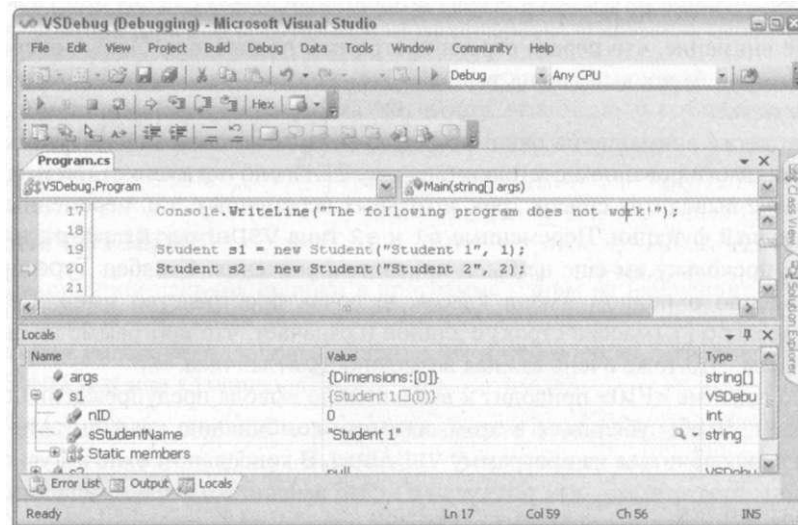 VSDebug (Debugging) - Microsoft Visual Studio
File Edit View Project Build Debug Data Tools Window Community Help
Debug Any CPU
Hex
Program.cs
VSDebug.Program Main(string[] args)
17 Console.WriteLine("The following program does not work!");
18
19 Student s1 = new Student("Student 1", 1);
20 Student s2 = new Student("Student 2", 2);
21
Class View
Solution Explorer
Locals
Name Value Type
args {Dimensions:[0]} string[]
s1 {Student 1□(0)} VSDebu
nID 0 int
sStudentName "Student 1" string
Static members
s2 null VSDebu
Error List Output Locals
Ready Ln 17 Col 59 Ch 56 INS